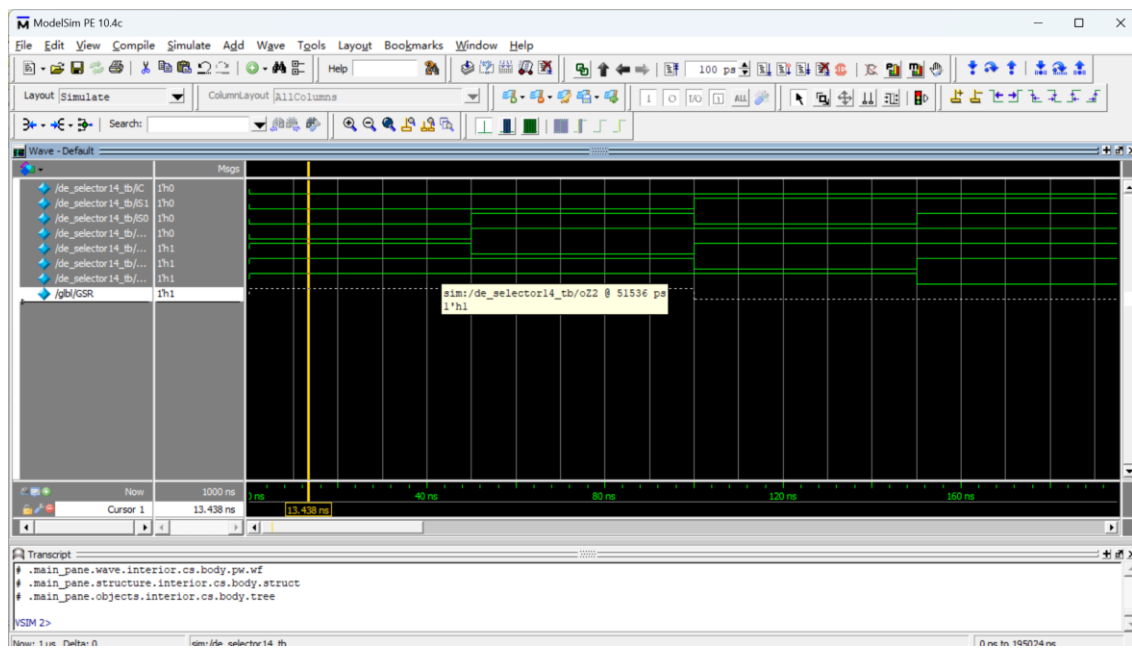 ModelSim PE 10.4c
File Edit View Compile Simulate Add Wave Tools Layout Bookmarks Window Help
Help 100 ps
Layout Simulate ColumnLayout AllColumns I O I/O ALL
Search:
Wave - Default
Msgs
/de_selector14_tb/iC 1'h0
/de_selector14_tb/iS1 1'h0
/de_selector14_tb/iS0 1'h0
/de_selector14_tb/... 1'h0
/de_selector14_tb/... 1'h1
/de_selector14_tb/... 1'h1
/de_selector14_tb/... 1'h1
/glbl/GSR 1'h1
sim:/de_selector14_tb/oZ2 @ 51536 ps
1'h1
Now 1000 ns ns 40 ns 80 ns 120 ns 160 ns
Cursor 1 13.438 ns 13.438 ns
Transcript
# .main_pane.wave.interior.cs.body.pw.wf
# .main_pane.structure.interior.cs.body.struct
# .main_pane.objects.interior.cs.body.tree
VSIM 2>
Now: 1 us Delta: 0 sim:/de_selector14_tb 0 ps to 195024 ps